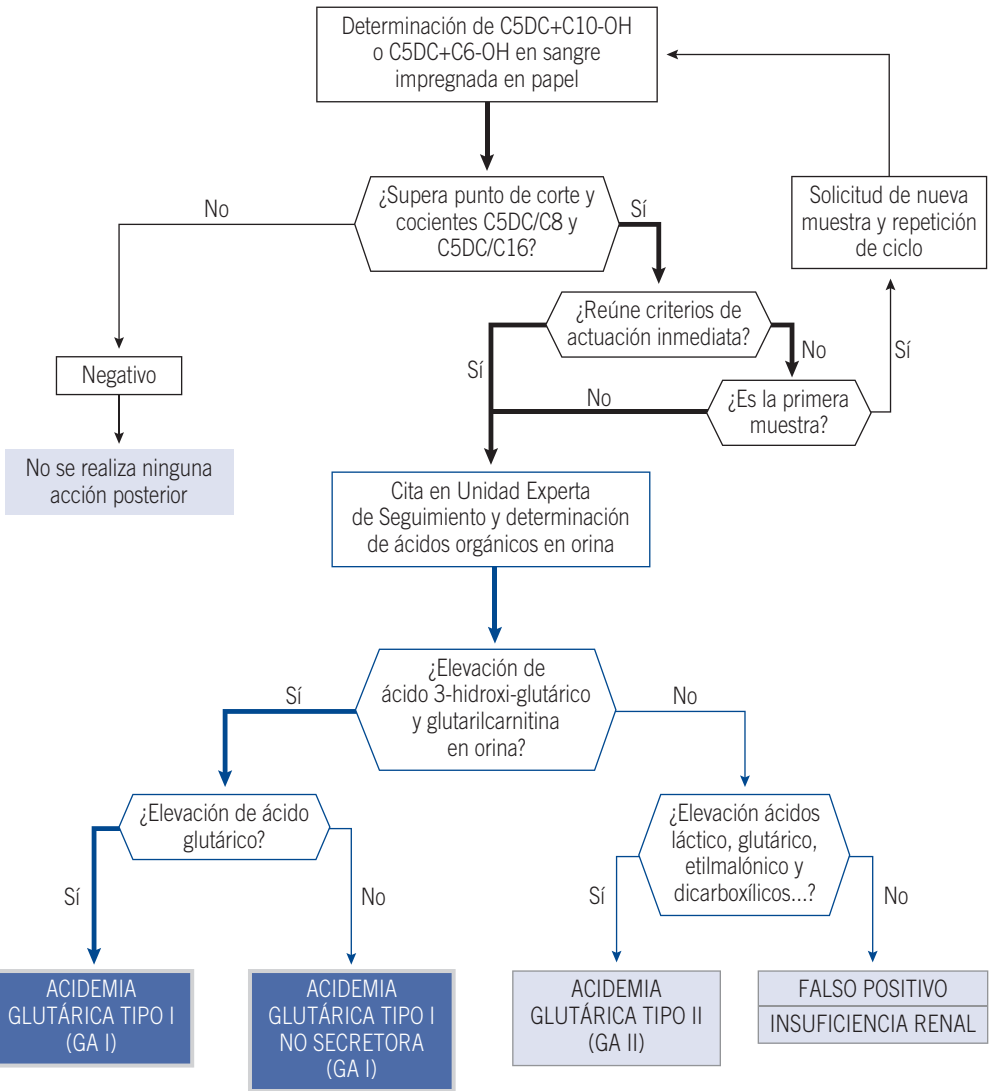 Determinación de C5DC+C10-OH
o C5DC+C6-OH en sangre
impregnada en papel
¿Supera punto de corte y
cocientes C5DC/C8 y
C5DC/C16?
No
Sí
Solicitud de nueva
muestra y repetición
de ciclo
¿Reúne criterios de
actuación inmediata?
Sí
No
Sí
Negativo
No
¿Es la primera
muestra?
No se realiza ninguna
acción posterior
Cita en Unidad Experta
de Seguimiento y determinación
de ácidos orgánicos en orina
¿Elevación de
ácido 3-hidroxi-glutárico
y glutarilcarnitina
en orina?
Sí
No
¿Elevación de ácido
glutárico?
¿Elevación ácidos
láctico, glutárico,
etilmalónico y
dicarboxílicos...?
Sí
No
Sí
No
ACIDEMIA
GLUTÁRICA TIPO I
(GA I)
ACIDEMIA
GLUTÁRICA TIPO I
NO SECRETORA
(GA I)
ACIDEMIA
GLUTÁRICA TIPO II
(GA II)
FALSO POSITIVO
INSUFICIENCIA RENAL